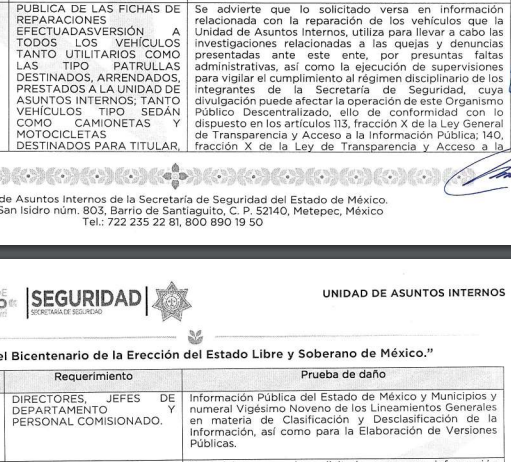 PUBLICA DE LAS FICHAS DE
REPARACIONES
EFECTUADASVERSIÓN A
TODOS LOS VEHÍCULOS
TANTO UTILITARIOS COMO
LAS TIPO PATRULLAS
DESTINADOS, ARRENDADOS,
PRESTADOS A LA UNIDAD DE
ASUNTOS INTERNOS; TANTO
VEHÍCULOS TIPO SEDÁN
COMO CAMIONETAS Y
MOTOCICLETAS
DESTINADOS PARA TITULAR,
Se advierte que lo solicitado versa en información
relacionada con la reparación de los vehículos que la
Unidad de Asuntos Internos, utiliza para llevar a cabo las
investigaciones relacionadas a las quejas y denuncias
presentadas ante este ente, por presuntas faltas
administrativas, así como la ejecución de supervisiones
para vigilar el cumplimiento al régimen disciplinario de los
integrantes de la Secretaría de Seguridad, cuya
divulgación puede afectar la operación de este Organismo
Público Descentralizado, ello de conformidad con lo
dispuesto en los artículos 113, fracción X de la Ley General
de Transparencia y Acceso a la Información Pública; 140,
fracción X de la Ley de Transparencia y Acceso a la
de Asuntos Internos de la Secretaría de Seguridad del Estado de México.
San Isidro núm. 803, Barrio de Santiaguito, C. P. 52140, Metepec, México
Tel.: 722 235 22 81, 800 890 19 50
SEGURIDAD
SECRETARÍA DE SEGURIDAD
UNIDAD DE ASUNTOS INTERNOS
el Bicentenario de la Erección del Estado Libre y Soberano de México."
Requerimiento
Prueba de daño
DIRECTORES, JEFES DE
DEPARTAMENTO Y
PERSONAL COMISIONADO.
Información Pública del Estado de México y Municipios y
numeral Vigésimo Noveno de los Lineamientos Generales
en materia de Clasificación y Desclasificación de la
Información, así como para la Elaboración de Versiones
Públicas.